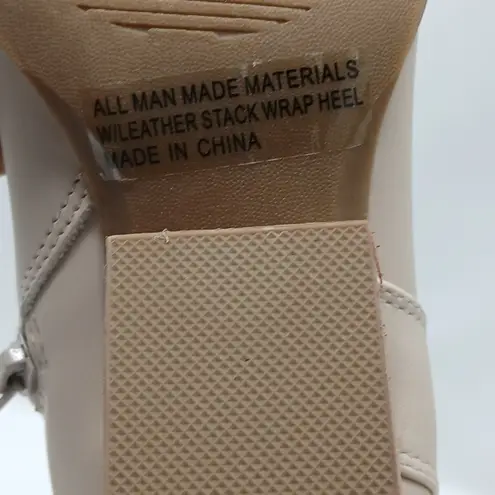 ALL MAN MADE MATERIALS
W/LEATHER STACK WRAP HEEL
MADE IN CHINA